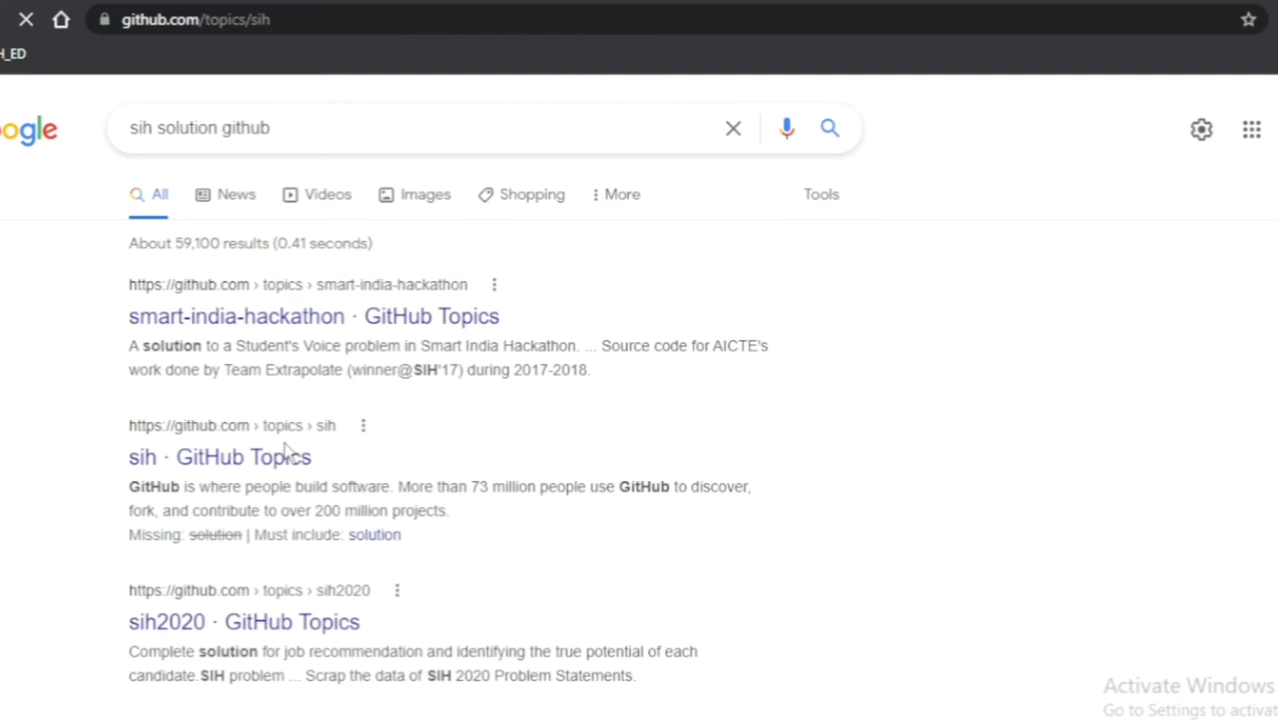 github.com/topics/sih
H_ED
ogle
sih solution github
All News Videos Images Shopping More Tools
About 59,100 results (0.41 seconds)
https://github.com › topics › smart-india-hackathon
smart-india-hackathon · GitHub Topics
A solution to a Student's Voice problem in Smart India Hackathon. ... Source code for AICTE's
work done by Team Extrapolate (winner@SIH'17) during 2017-2018.
https://github.com › topics › sih
sih · GitHub Topics
GitHub is where people build software. More than 73 million people use GitHub to discover,
fork, and contribute to over 200 million projects.
Missing: solution | Must include: solution
https://github.com › topics › sih2020
sih2020 · GitHub Topics
Complete solution for job recommendation and identifying the true potential of each
candidate.SIH problem ... Scrap the data of SIH 2020 Problem Statements.
Activate Windows
Go to Settings to activat